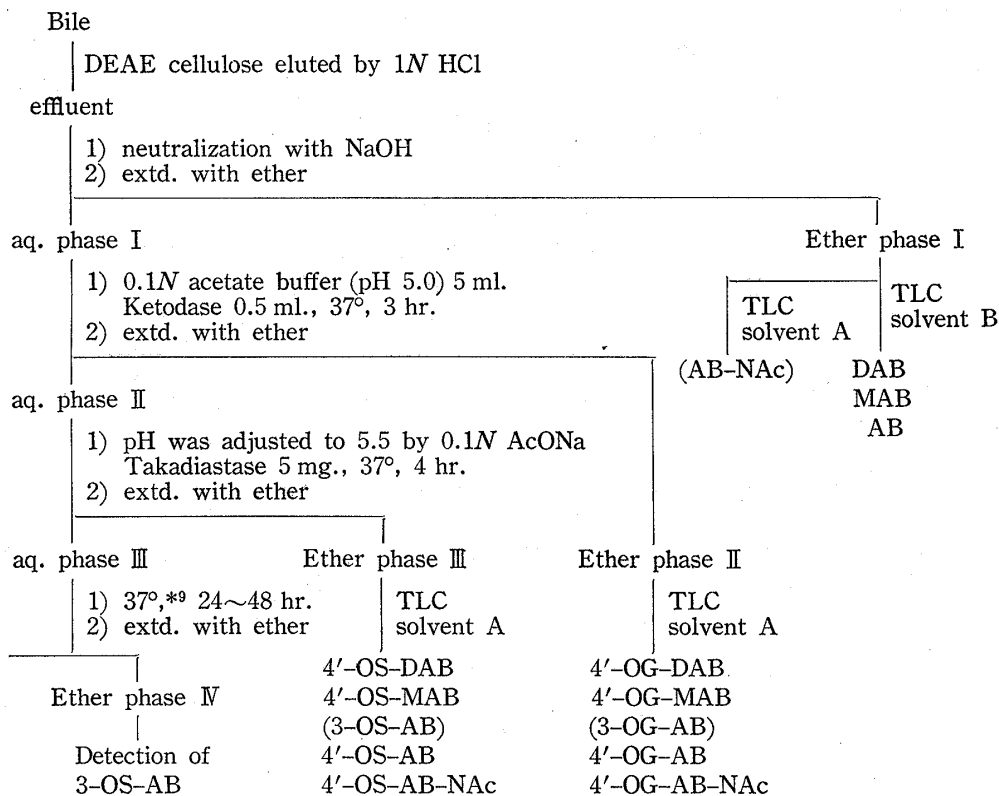 Bile
DEAE cellulose eluted by 1N HCl
effluent
1) neutralization with NaOH
2) extd. with ether
aq. phase Ⅰ
Ether phase Ⅰ
1) 0.1N acetate buffer (pH 5.0) 5 ml.
Ketodase 0.5 ml., 37°, 3 hr.
2) extd. with ether
TLC
solvent A
TLC
solvent B
(AB–NAc)
DAB
MAB
AB
aq. phase Ⅱ
1) pH was adjusted to 5.5 by 0.1N AcONa
Takadiastase 5 mg., 37°, 4 hr.
2) extd. with ether
aq. phase Ⅲ
Ether phase Ⅲ
Ether phase Ⅱ
1) 37°,*9 24~48 hr.
2) extd. with ether
TLC
solvent A
TLC
solvent A
Ether phase Ⅳ
Detection of
3–OS–AB
4′–OS–DAB
4′–OS–MAB
(3–OS–AB)
4′–OS–AB
4′–OS–AB–NAc
4′–OG–DAB
4′–OG–MAB
(3–OG–AB)
4′–OG–AB
4′–OG–AB–NAc